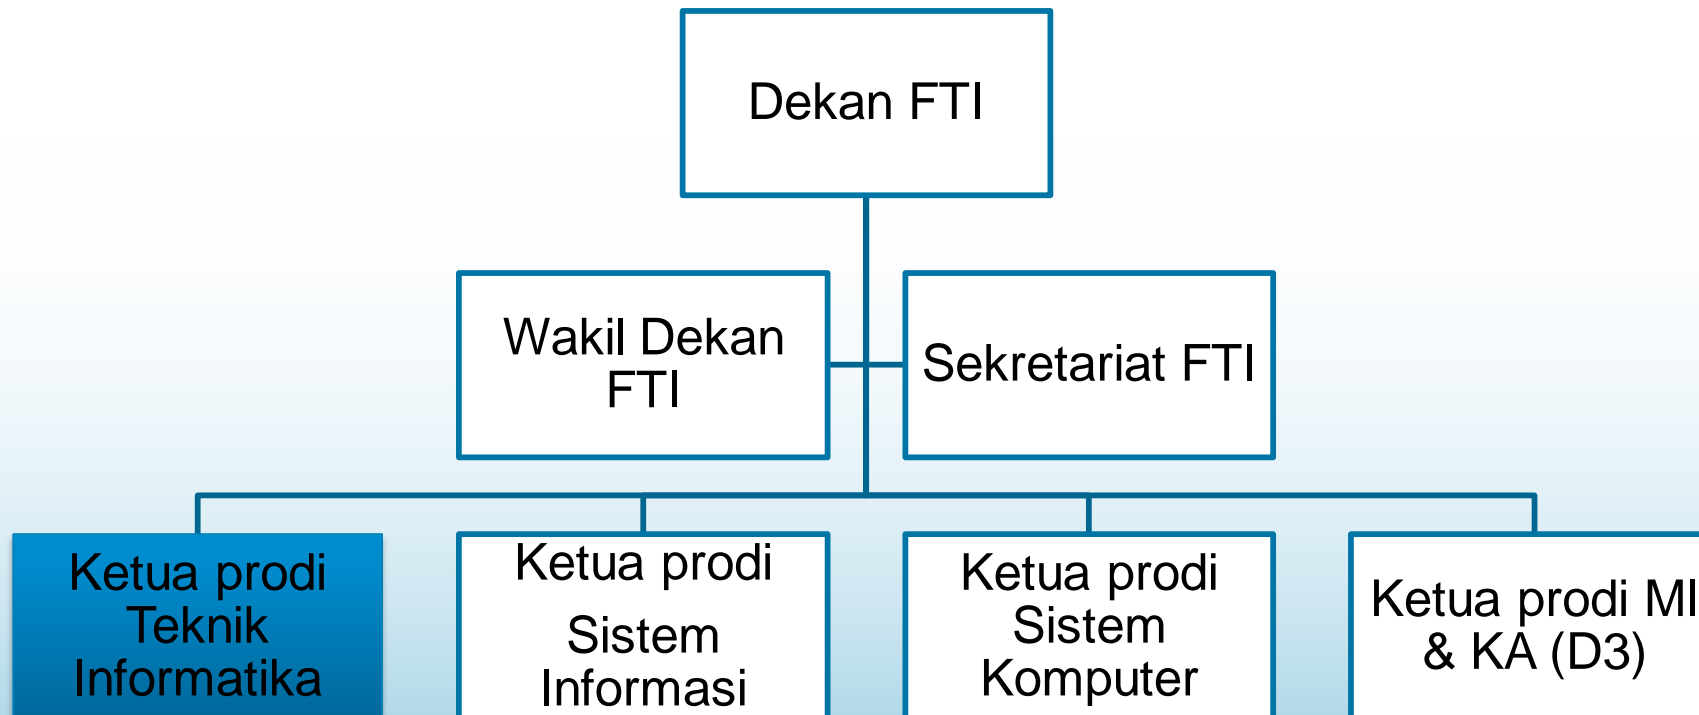 Dekan FTI
Wakil Dekan
FTI
Sekretariat FTI
Ketua prodi
Teknik
Informatika
Ketua prodi
Sistem
Informasi
Ketua prodi
Sistem
Komputer
Ketua prodi MI
& KA (D3)